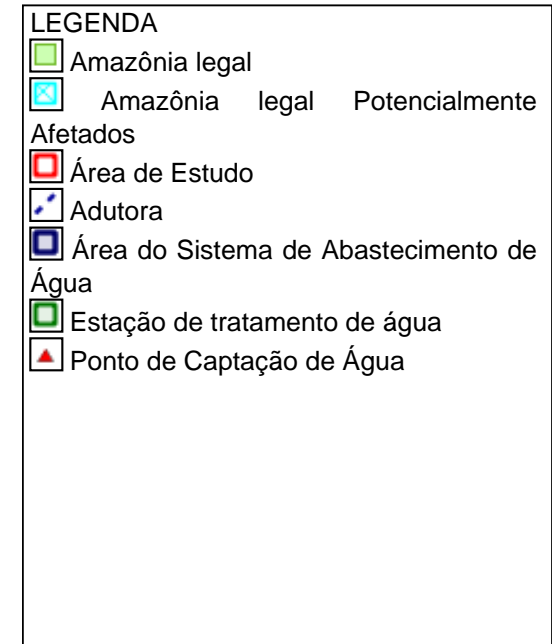 LEGENDA
Amazônia legal
Amazônia legal Potencialmente
Afetados
Área de Estudo
Adutora
Área do Sistema de Abastecimento de
Água
Estação de tratamento de água
Ponto de Captação de Água